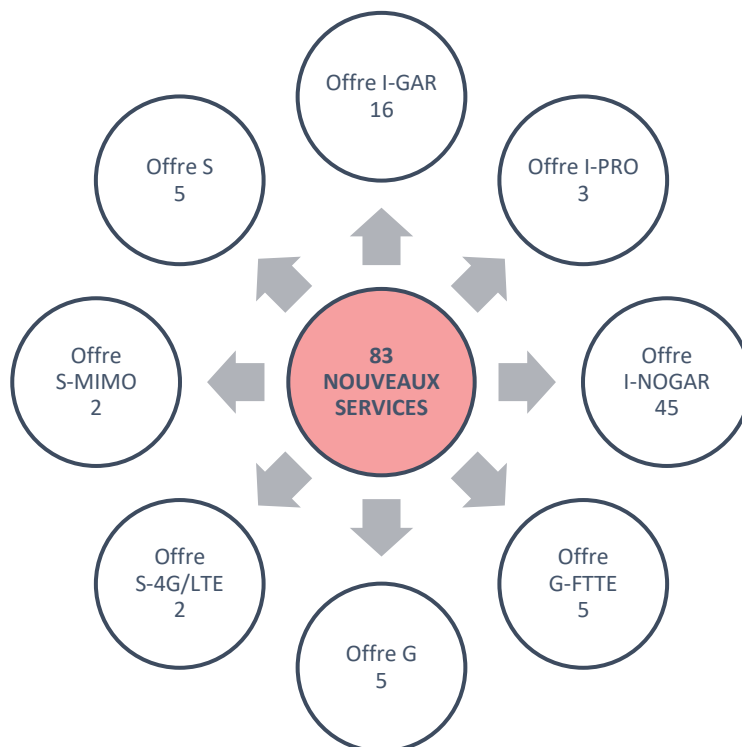 Offre I-GAR
16
Offre S
5
Offre I-PRO
3
83
NOUVEAUX
SERVICES
Offre
S-MIMO
2
Offre
I-NOGAR
45
Offre
S-4G/LTE
2
Offre
G-FTTE
5
Offre G
5